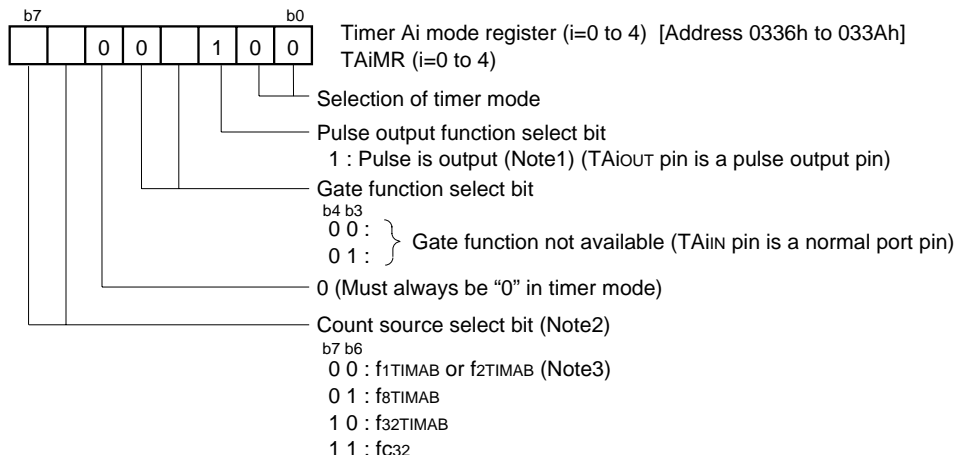 b7 b0
0 0 1 0 0
Timer Ai mode register (i=0 to 4) [Address 0336h to 033Ah]
TAiMR (i=0 to 4)
Selection of timer mode
Pulse output function select bit
1 : Pulse is output (Note1) (TAiOUT pin is a pulse output pin)
Gate function select bit
b4 b3
0 0 :
0 1 :
Gate function not available (TAiIN pin is a normal port pin)
0 (Must always be “0” in timer mode)
Count source select bit (Note2)
b7 b6
0 0 : f1TIMAB or f2TIMAB (Note3)
0 1 : f8TIMAB
1 0 : f32TIMAB
1 1 : fC32